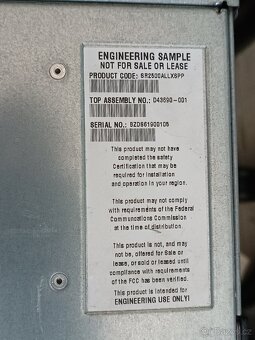 ENGINEERING SAMPLE
NOT FOR SALE OR LEASE
PRODUCT CODE: SR2500ALLXSPP
TOP ASSEMBLY NO.: D43690-001
SERIAL NO.: BZDS61900105
This product may not have
completed the safety
Certification that may be
required for installation
and operation in your region.
This product may not comply
with requirements of the Federal
Communications Commission
at the time of distribution.
This product is not, and may
not be, offered for Sale or
lease, or sold or leased until
compliance with requirements
of the FCC has been verified.
This product is intended for
ENGINEERING USE ONLY!